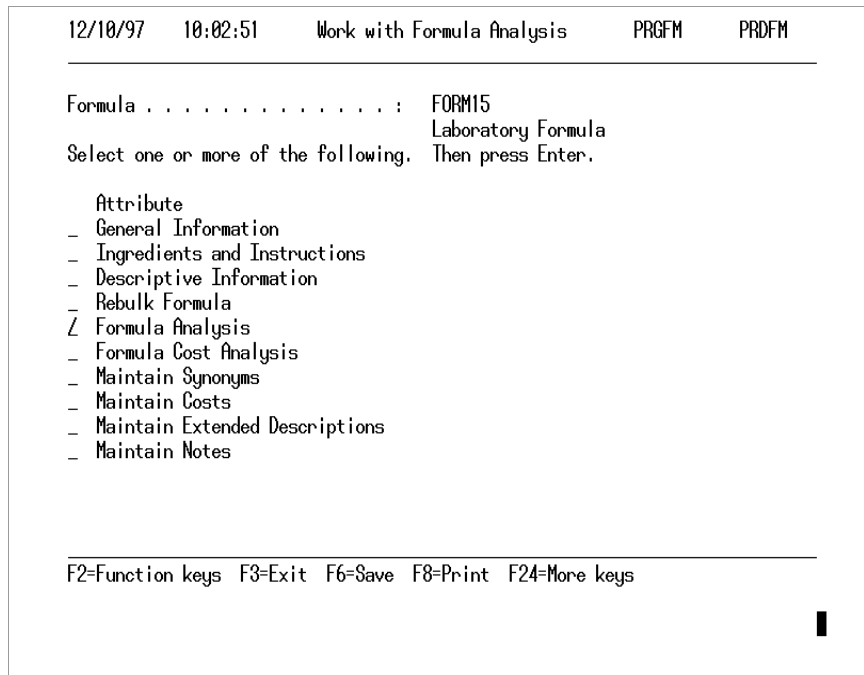 12/10/97 10:02:51 Work with Formula Analysis PRGFM PRDFM
Formula . . . . . . . . . . . . . . : FORM15
Laboratory Formula
Select one or more of the following. Then press Enter.
Attribute
_ General Information
_ Ingredients and Instructions
_ Descriptive Information
_ Rebulk Formula
/ Formula Analysis
_ Formula Cost Analysis
_ Maintain Synonyms
_ Maintain Costs
_ Maintain Extended Descriptions
_ Maintain Notes
F2=Function keys F3=Exit F6=Save F8=Print F24=More keys